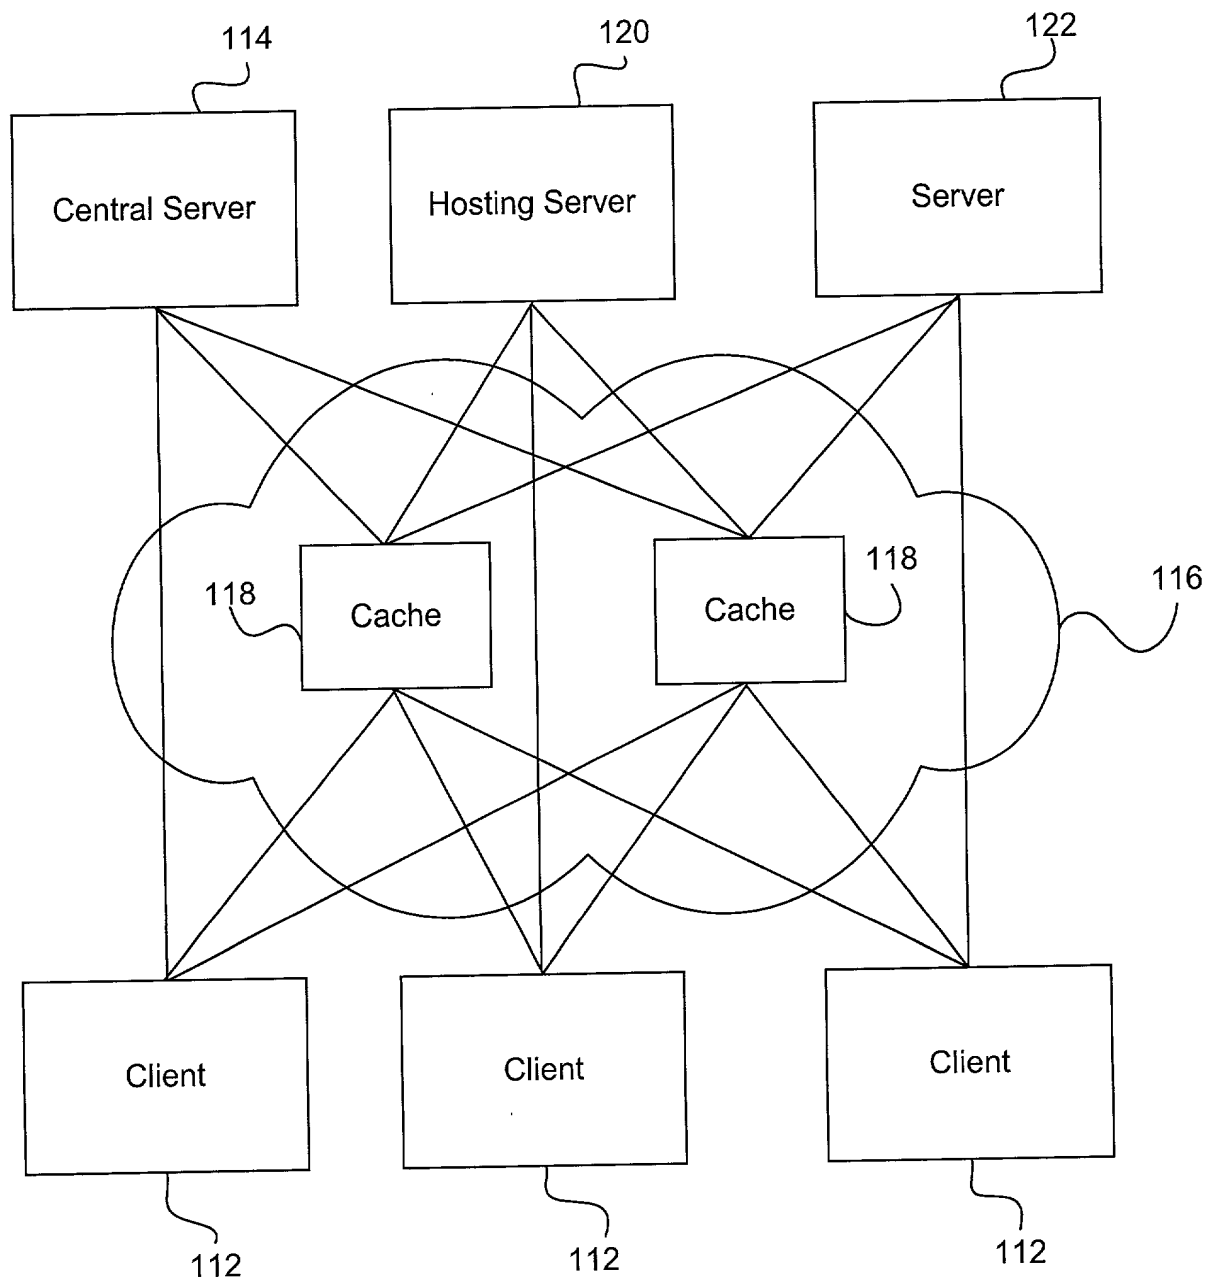 114
120
122
Central Server
Hosting Server
Server
118
Cache
Cache
118
116
Client
Client
Client
112
112
112